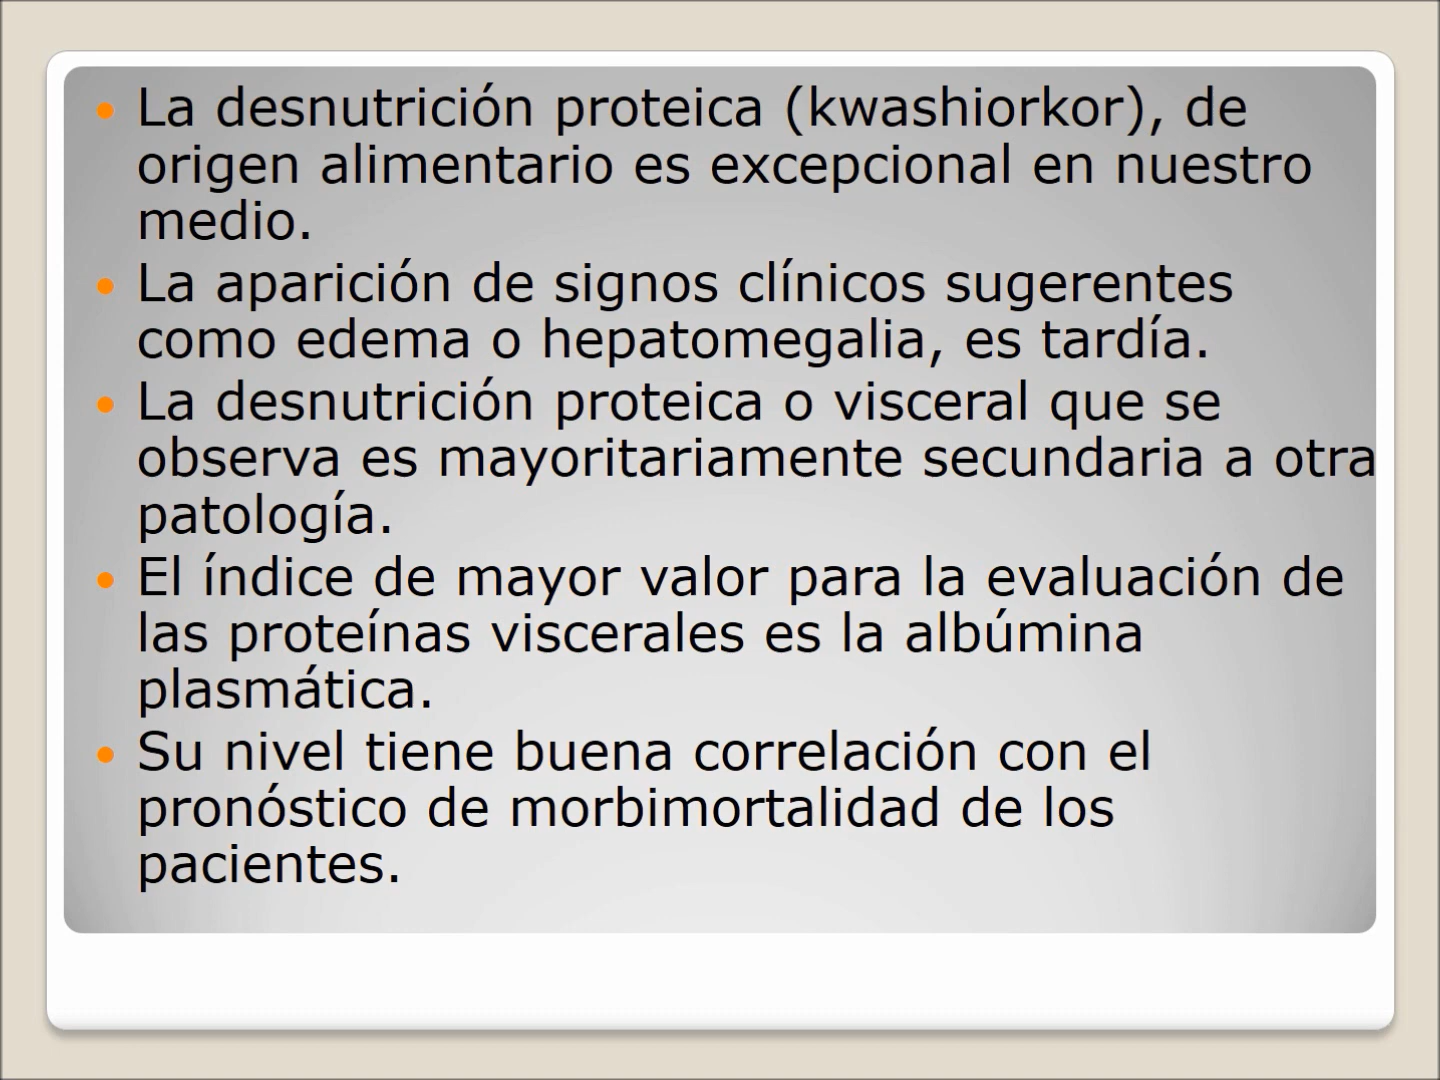 La desnutrición proteica (kwashiorkor), de
origen alimentario es excepcional en nuestro
medio.
La aparición de signos clínicos sugerentes
como edema o hepatomegalia, es tardía.
La desnutrición proteica o visceral que se
observa es mayoritariamente secundaria a otra
patología.
El índice de mayor valor para la evaluación de
las proteínas viscerales es la albúmina
plasmática.
Su nivel tiene buena correlación con el
pronóstico de morbimortalidad de los
pacientes.